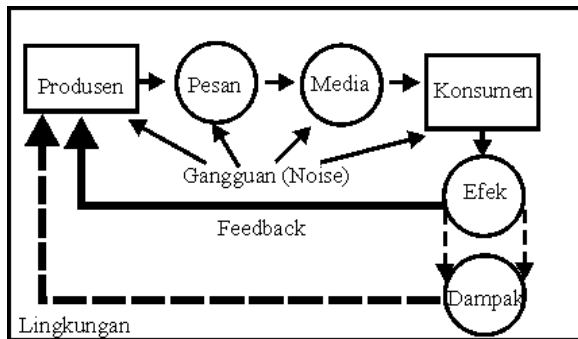 Produsen
Pesan
Media
Konsumen
Gangguan (Noise)
Efek
Feedback
Dampak
Lingkungan